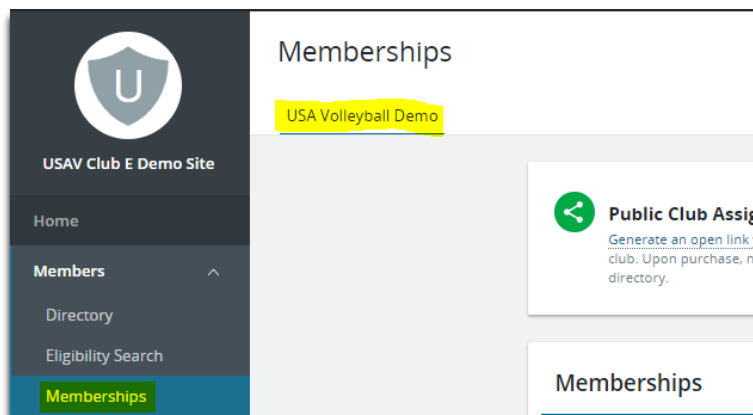 U
USAV Club E Demo Site
Home
Members
Directory
Eligibility Search
Memberships
Memberships
USA Volleyball Demo
Public Club Assig
Generate an open link
club. Upon purchase, n
directory.
Memberships